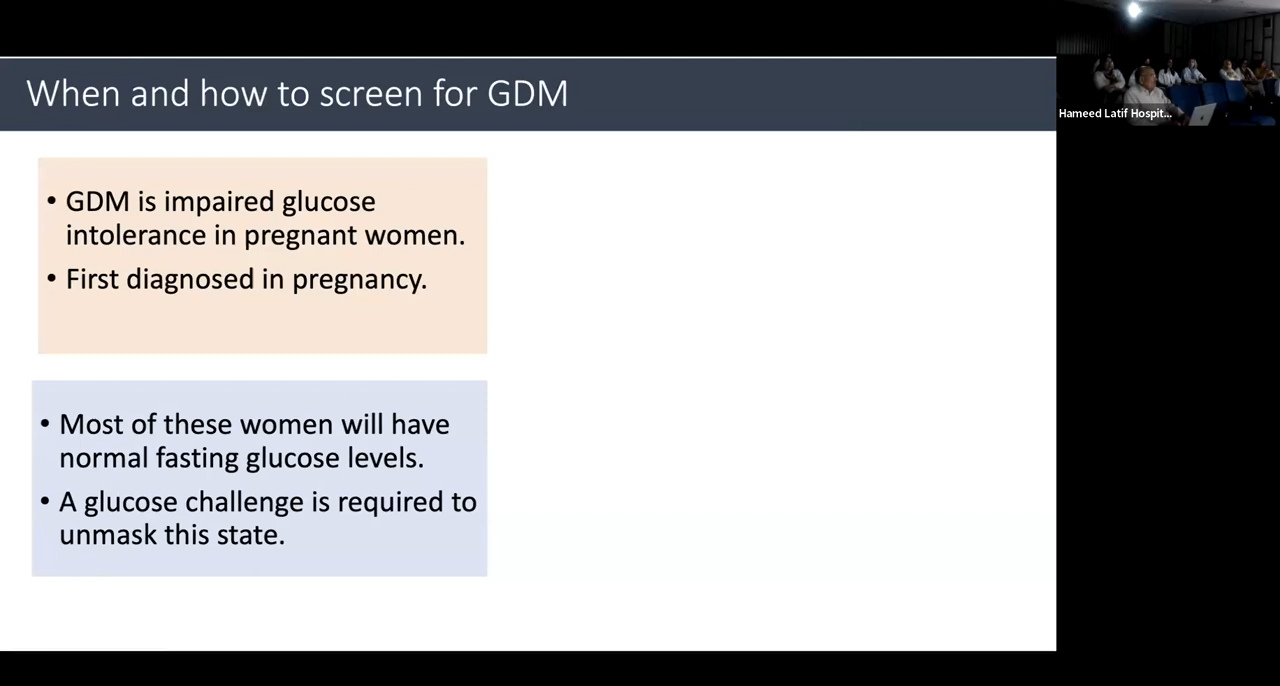 When and how to screen for GDM
• GDM is impaired glucose
intolerance in pregnant women.
• First diagnosed in pregnancy.
• Most of these women will have
normal fasting glucose levels.
• A glucose challenge is required to
unmask this state.
Hameed Latif Hospit...